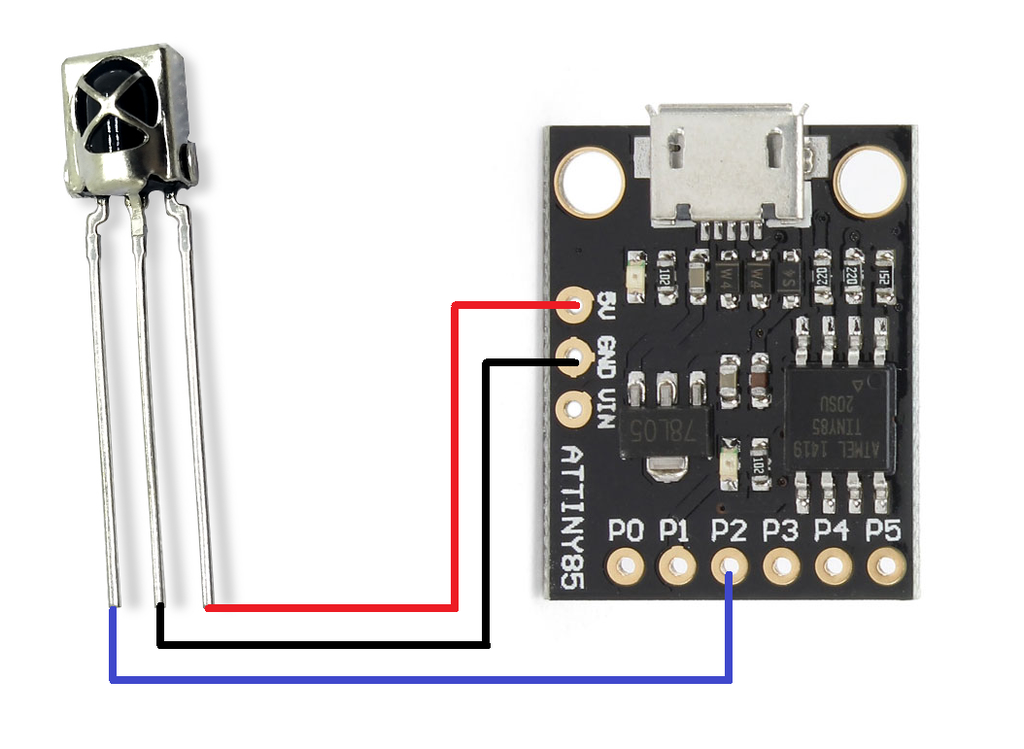 5V
GND
VIN
102
W4
W4
220
220
152
78L05
ATMEL 1419
TINY85
20SU
102
ATTINY85
P0 P1 P2 P3 P4 P5